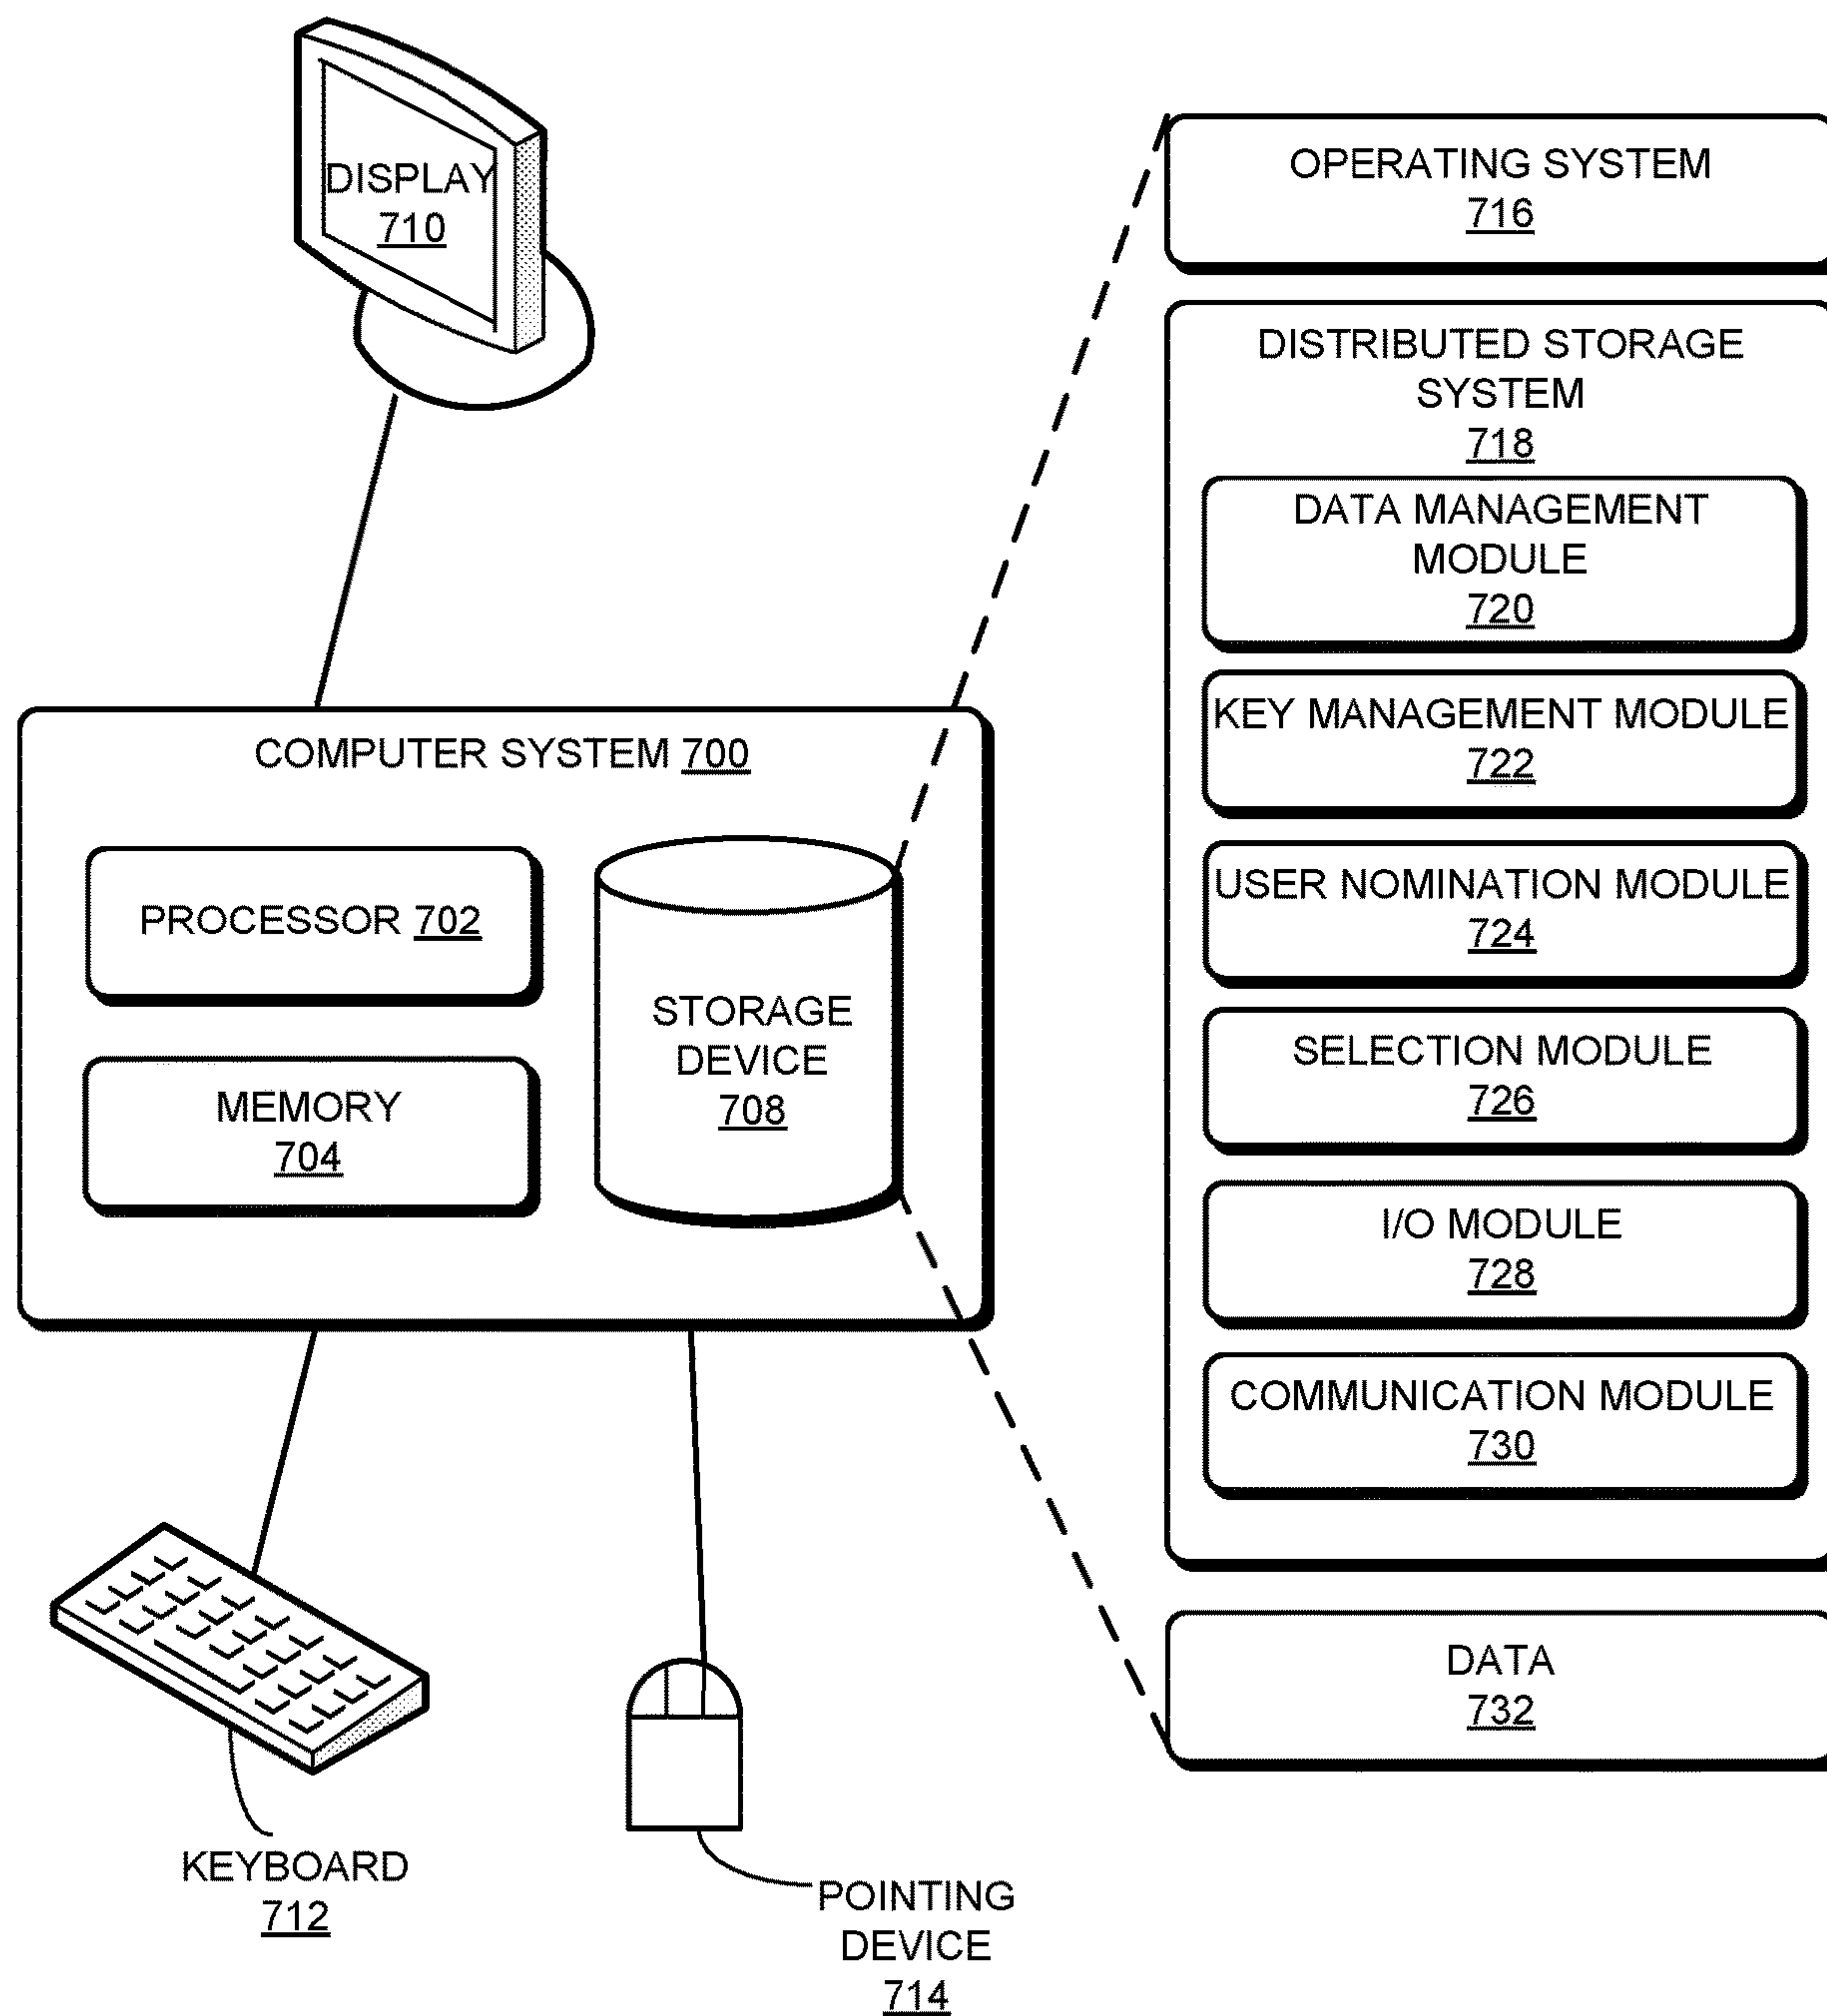 DISPLAY
710
OPERATING SYSTEM
716
DISTRIBUTED STORAGE
SYSTEM
718
DATA MANAGEMENT
MODULE
720
KEY MANAGEMENT MODULE
722
USER NOMINATION MODULE
724
SELECTION MODULE
726
I/O MODULE
728
COMMUNICATION MODULE
730
DATA
732
COMPUTER SYSTEM 700
PROCESSOR 702
MEMORY
704
STORAGE
DEVICE
708
KEYBOARD
712
POINTING
DEVICE
714